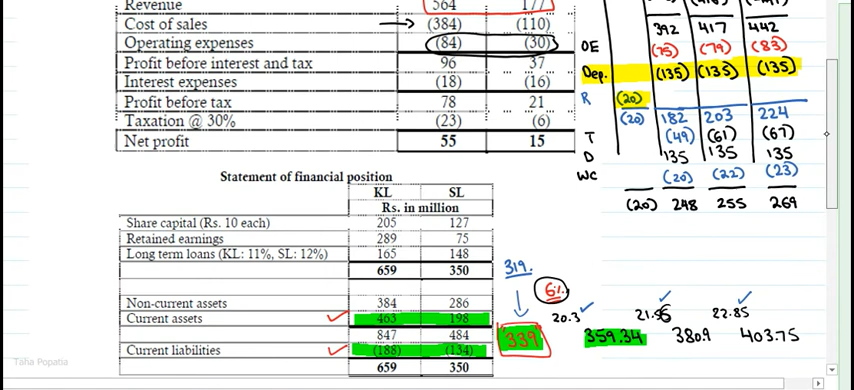 Revenue 564 177
Cost of sales (384) (110)
Operating expenses (84) (30)
Profit before interest and tax 96 37
Interest expenses (18) (16)
Profit before tax 78 21
Taxation @ 30% (23) (6)
Net profit 55 15
392 417 442
OE (75) (79) (83)
Dep. (135) (135) (135)
R (20)
(20) 182 203 224
T (49) (61) (67)
D 135 135 135
WC (20) (22) (23)
(20) 248 255 269
Statement of financial position
KL SL
Rs. in million
Share capital (Rs. 10 each) 205 127
Retained earnings 289 75
Long term loans (KL: 11%, SL: 12%) 165 148
659 350
Non-current assets 384 286
Current assets 463 198
847 484
Current liabilities (188) (134)
659 350
319.
6%
20.3 22.85
339 359.34 380.9 403.75
Taha Popatia